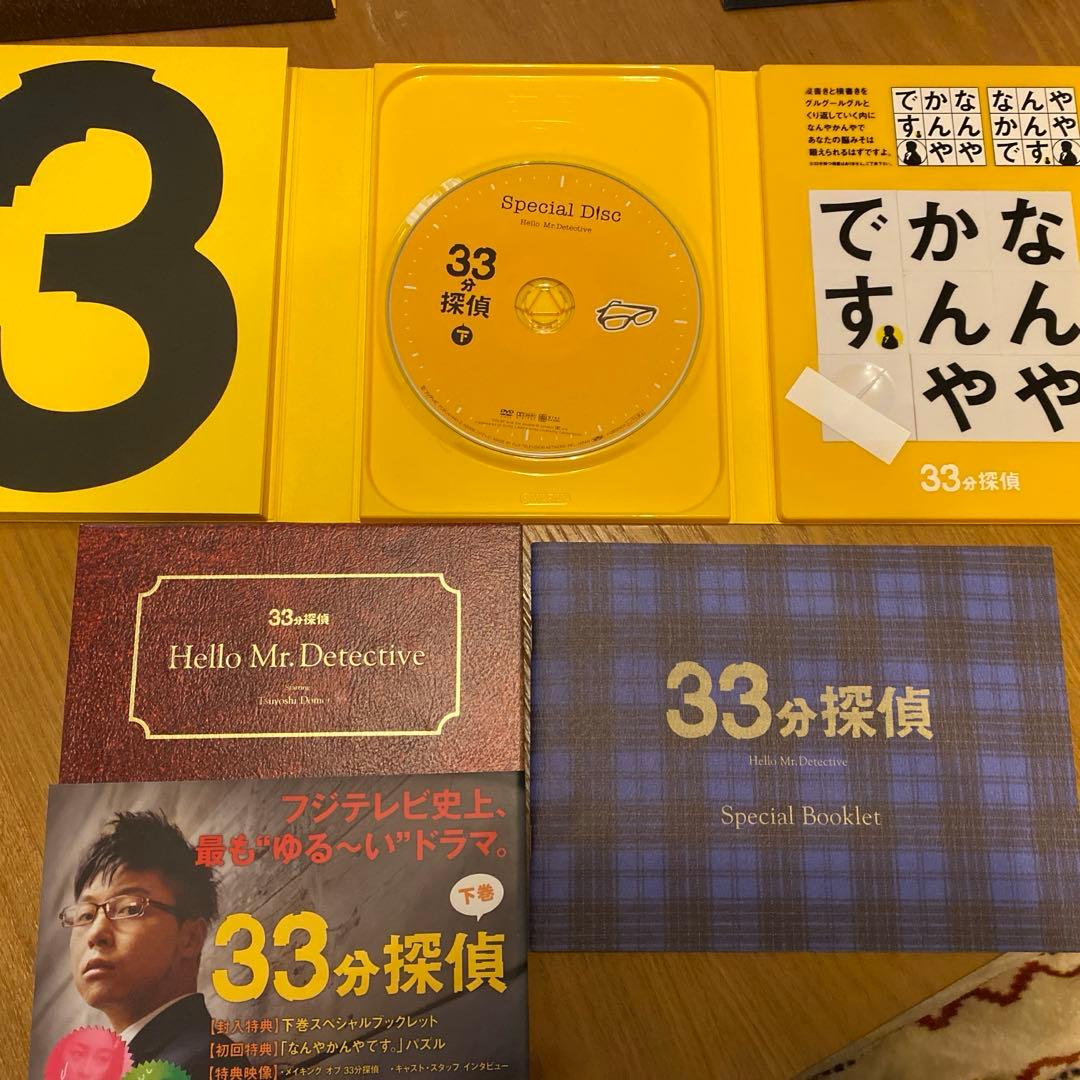 3
Special Disc
Hello Mr.Detective
33分探偵
下
DVD
縦書きと横書きを
グルグールグルと
くり返していく内に
なんやかんやで
あなたの脳みそは
鍛えられるはずですよ。
でかな
す。んん
やや
なんや
かんや
です。
でかな
す。んん
やや
33分探偵
33分探偵
Hello Mr. Detective
Starring
Tsuyoshi Domoto
33分探偵
Hello Mr.Detective
Special Booklet
フジテレビ史上、
最も“ゆる〜い”ドラマ。
下巻
33分探偵
【封入特典】下巻スペシャルブックレット
【初回特典】「なんやかんやです。」パズル
【特典映像】・メイキング オブ 33分探偵 ・キャスト・スタッフ インタビュー